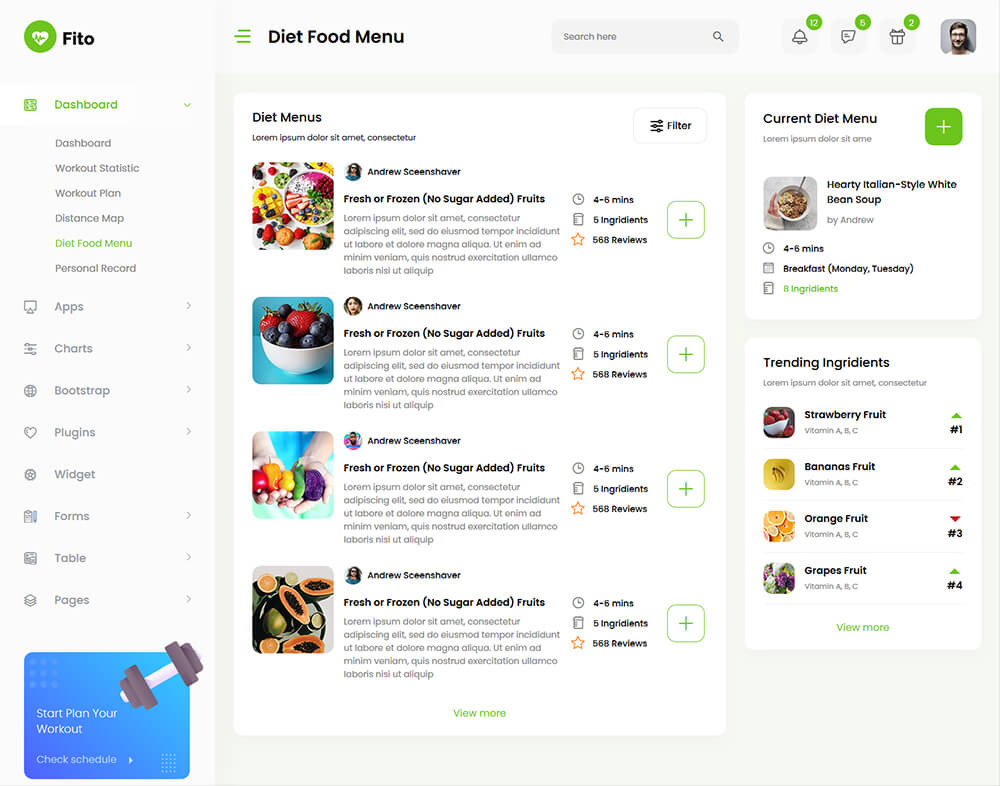 Fito
Diet Food Menu
Search here
12
5
2
Dashboard
Dashboard
Workout Statistic
Workout Plan
Distance Map
Diet Food Menu
Personal Record
Apps
Charts
Bootstrap
Plugins
Widget
Forms
Table
Pages
Start Plan Your
Workout
Check schedule
Diet Menus
Lorem ipsum dolor sit amet, consectetur
Filter
Andrew Sceenshaver
Fresh or Frozen (No Sugar Added) Fruits
Lorem ipsum dolor sit amet, consectetur
adipiscing elit, sed do eiusmod tempor incididunt
ut labore et dolore magna aliqua. Ut enim ad
minim veniam, quis nostrud exercitation ullamco
laboris nisi ut aliquip
4-6 mins
5 Ingridients
568 Reviews
Andrew Sceenshaver
Fresh or Frozen (No Sugar Added) Fruits
Lorem ipsum dolor sit amet, consectetur
adipiscing elit, sed do eiusmod tempor incididunt
ut labore et dolore magna aliqua. Ut enim ad
minim veniam, quis nostrud exercitation ullamco
laboris nisi ut aliquip
4-6 mins
5 Ingridients
568 Reviews
Andrew Sceenshaver
Fresh or Frozen (No Sugar Added) Fruits
Lorem ipsum dolor sit amet, consectetur
adipiscing elit, sed do eiusmod tempor incididunt
ut labore et dolore magna aliqua. Ut enim ad
minim veniam, quis nostrud exercitation ullamco
laboris nisi ut aliquip
4-6 mins
5 Ingridients
568 Reviews
Andrew Sceenshaver
Fresh or Frozen (No Sugar Added) Fruits
Lorem ipsum dolor sit amet, consectetur
adipiscing elit, sed do eiusmod tempor incididunt
ut labore et dolore magna aliqua. Ut enim ad
minim veniam, quis nostrud exercitation ullamco
laboris nisi ut aliquip
4-6 mins
5 Ingridients
568 Reviews
View more
Current Diet Menu
Lorem ipsum dolor sit ame
Hearty Italian-Style White
Bean Soup
by Andrew
4-6 mins
Breakfast (Monday, Tuesday)
8 Ingridients
Trending Ingridients
Lorem ipsum dolor sit amet, consectetur
Strawberry Fruit
Vitamin A, B, C
#1
Bananas Fruit
Vitamin A, B, C
#2
Orange Fruit
Vitamin A, B, C
#3
Grapes Fruit
Vitamin A, B, C
#4
View more